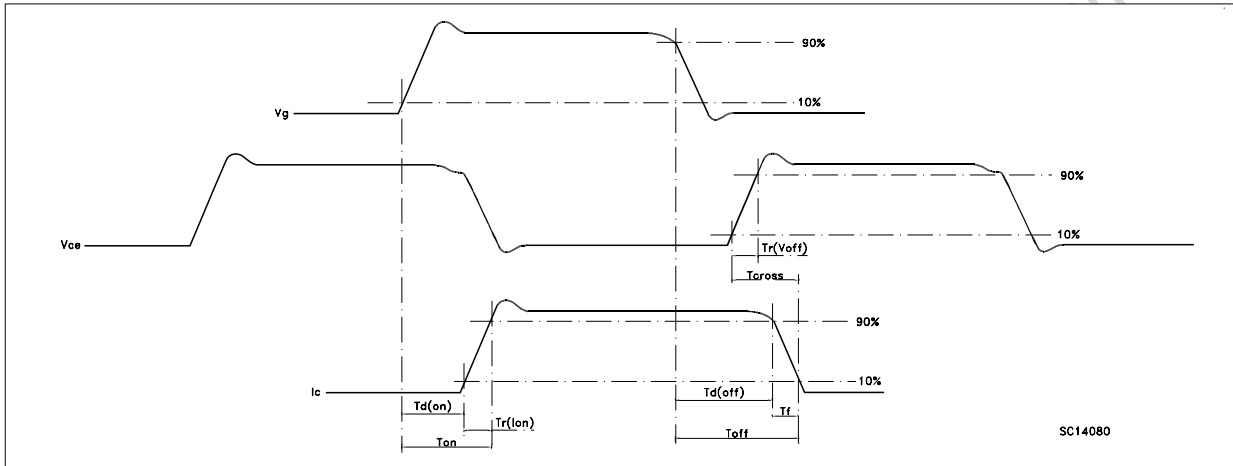 90%
10%
Vg
90%
Vce
10%
Tr(Voff)
Tcross
90%
Ic
10%
Td(on)
Td(off)
Tr(Ion)
Tf
Ton
Toff
SC14080